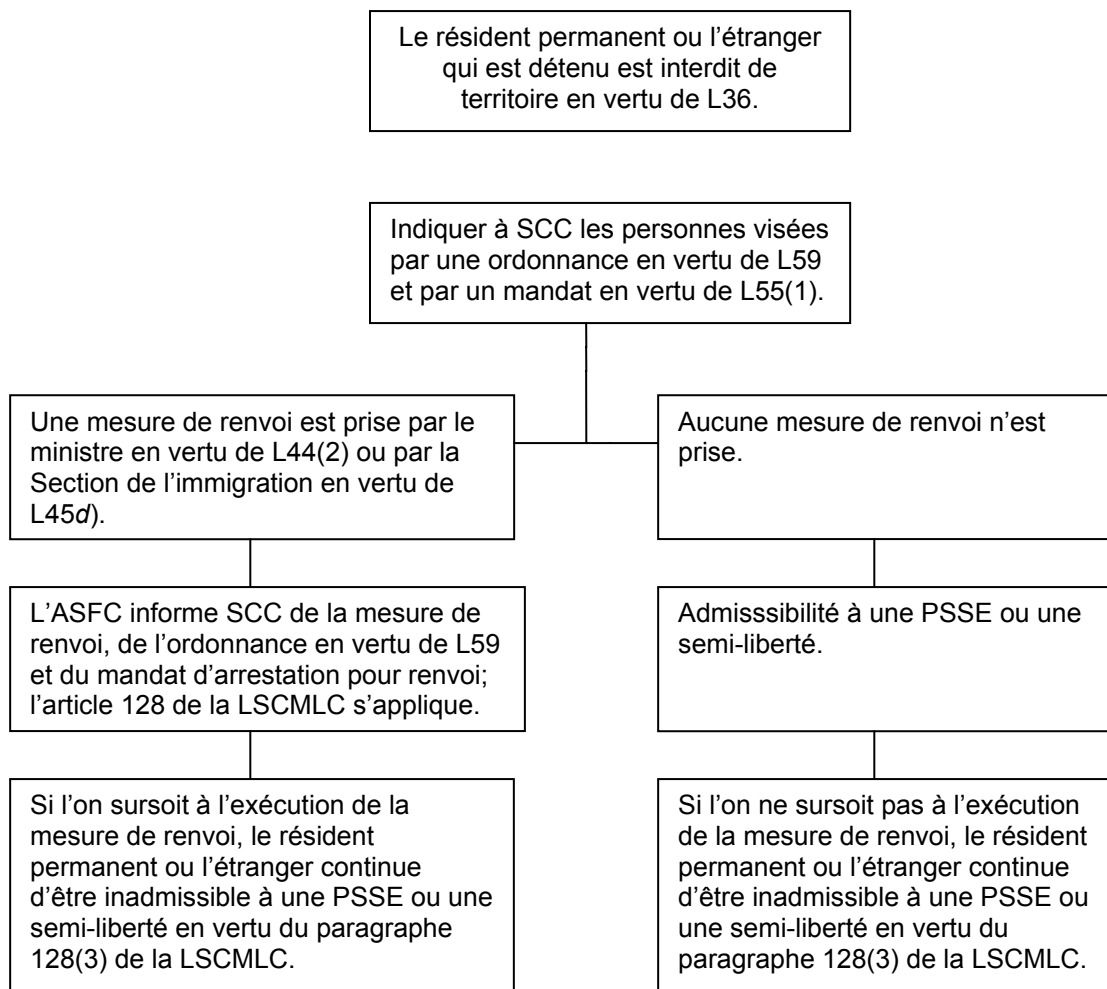 Le résident permanent ou l’étranger
qui est détenu est interdit de
territoire en vertu de L36.
Indiquer à SCC les personnes visées
par une ordonnance en vertu de L59
et par un mandat en vertu de L55(1).
Une mesure de renvoi est prise par le
ministre en vertu de L44(2) ou par la
Section de l’immigration en vertu de
L45d).
Aucune mesure de renvoi n’est
prise.
L’ASFC informe SCC de la mesure de
renvoi, de l’ordonnance en vertu de L59
et du mandat d’arrestation pour renvoi;
l’article 128 de la LSCMLC s’applique.
Admisssibilité à une PSSE ou une
semi-liberté.
Si l’on sursoit à l’exécution de la
mesure de renvoi, le résident
permanent ou l’étranger continue
d’être inadmissible à une PSSE ou une
semi-liberté en vertu du paragraphe
128(3) de la LSCMLC.
Si l’on ne sursoit pas à l’exécution
de la mesure de renvoi, le résident
permanent ou l’étranger continue
d’être inadmissible à une PSSE ou
une semi-liberté en vertu du
paragraphe 128(3) de la LSCMLC.